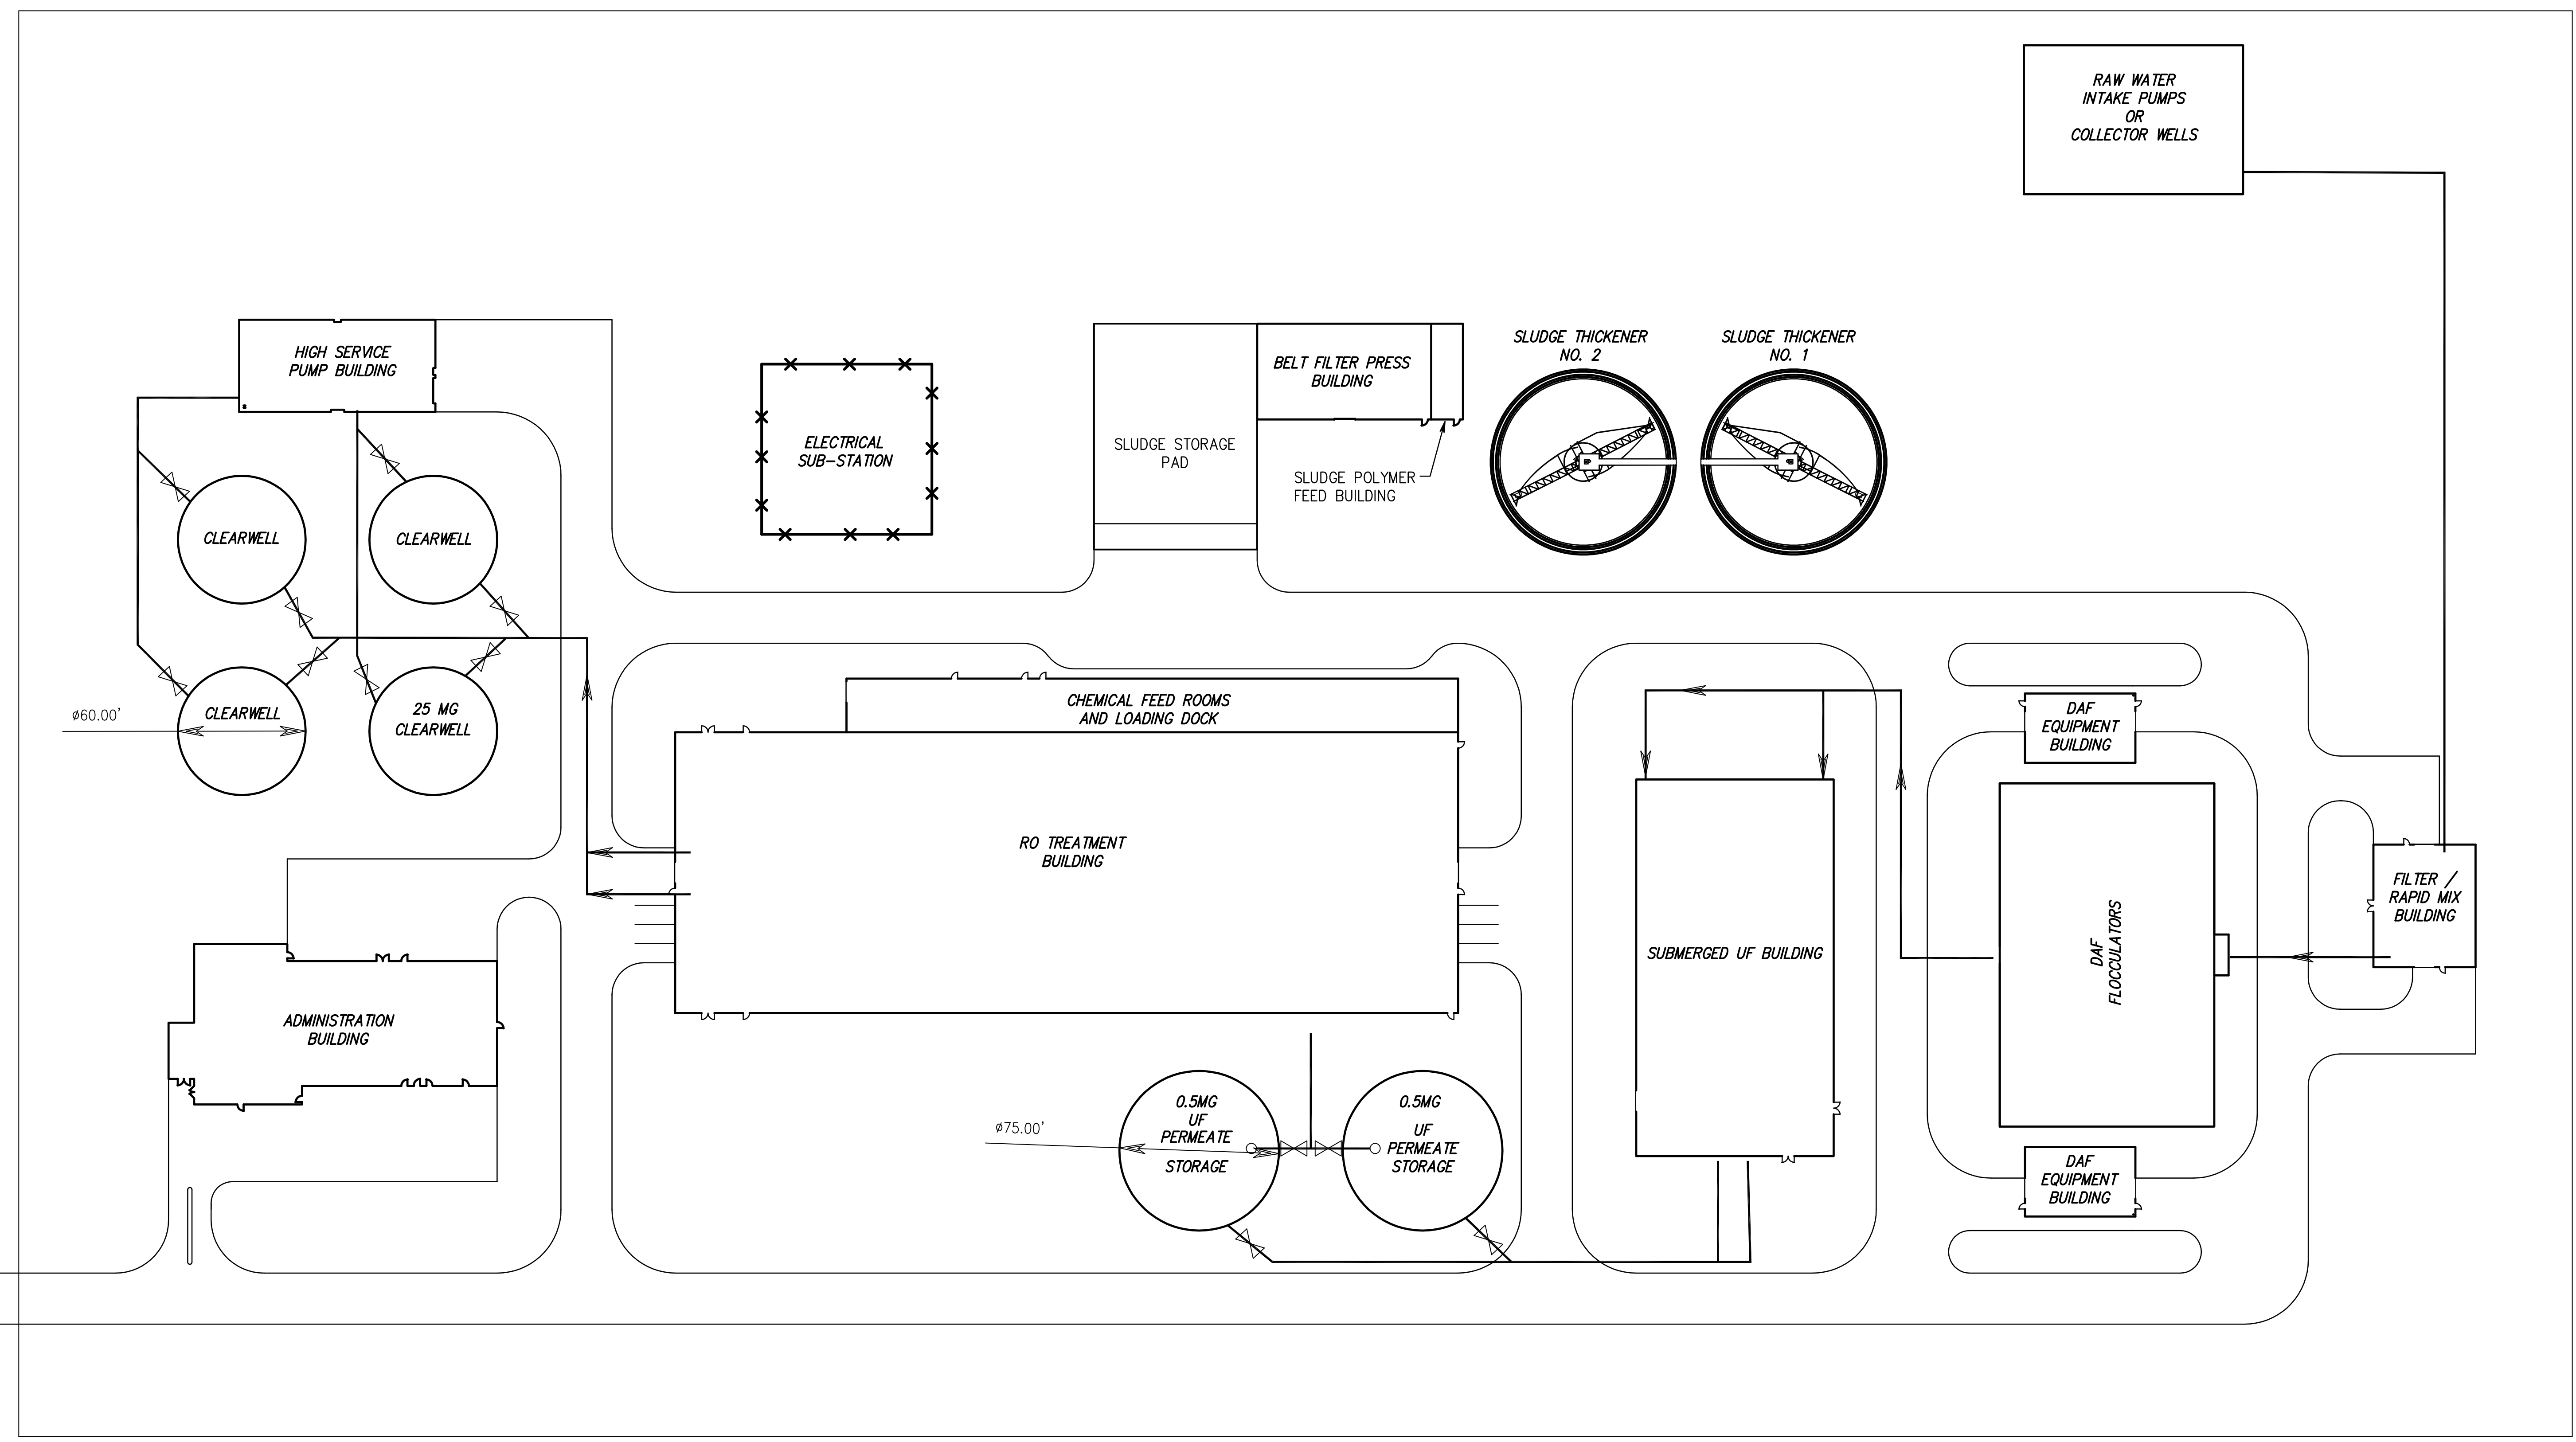 RAW WATER
INTAKE PUMPS
OR
COLLECTOR WELLS
HIGH SERVICE
PUMP BUILDING
ELECTRICAL
SUB-STATION
SLUDGE STORAGE
PAD
BELT FILTER PRESS
BUILDING
SLUDGE POLYMER
FEED BUILDING
SLUDGE THICKENER
NO. 2
SLUDGE THICKENER
NO. 1
CLEARWELL
CLEARWELL
CLEARWELL
25 MG
CLEARWELL
ø60.00'
CHEMICAL FEED ROOMS
AND LOADING DOCK
RO TREATMENT
BUILDING
DAF
EQUIPMENT
BUILDING
FILTER /
RAPID MIX
BUILDING
DAF
FLOCCULATORS
SUBMERGED UF BUILDING
ADMINISTRATION
BUILDING
ø75.00'
0.5MG
UF
PERMEATE
STORAGE
0.5MG
UF
PERMEATE
STORAGE
DAF
EQUIPMENT
BUILDING